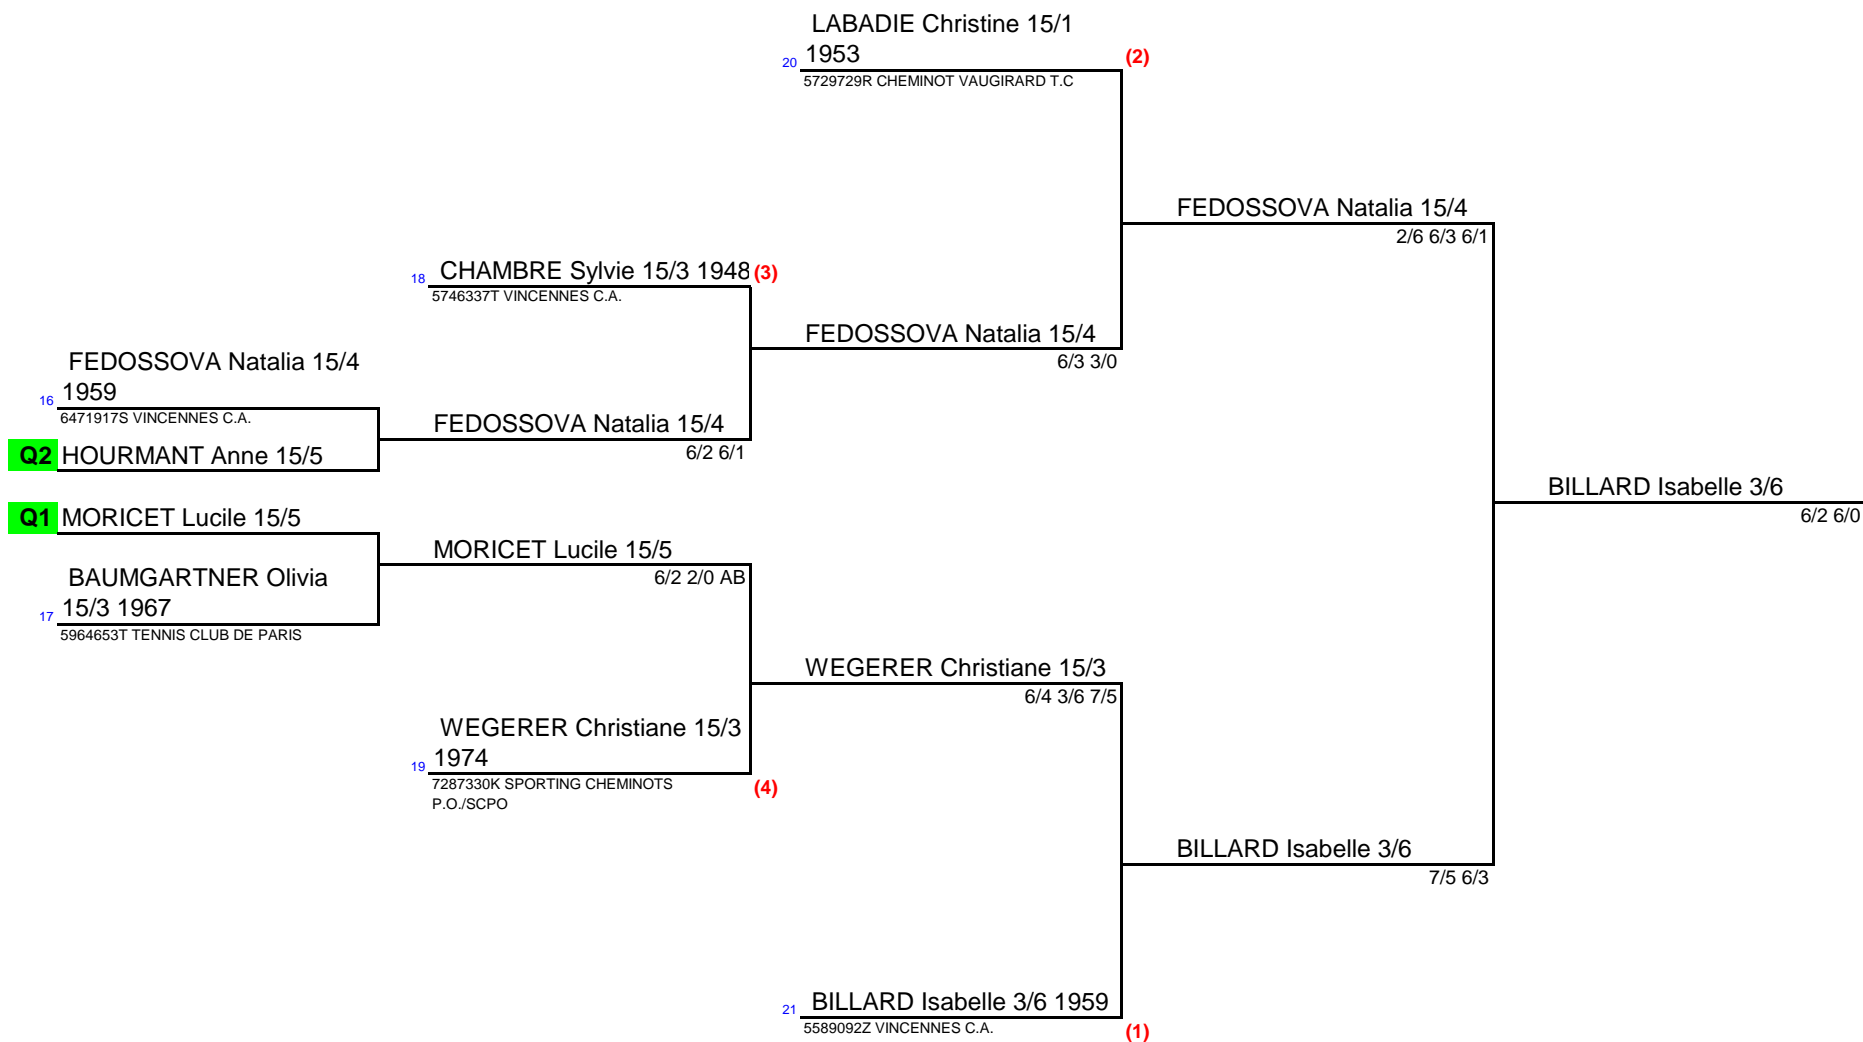 LABADIE Christine 15/1
20 1953 (2)
5729729R CHEMINOT VAUGIRARD T.C
FEDOSSOVA Natalia 15/4
2/6 6/3 6/1
18 CHAMBRE Sylvie 15/3 1948 (3)
5746337T VINCENNES C.A.
FEDOSSOVA Natalia 15/4
6/3 3/0
FEDOSSOVA Natalia 15/4
16 1959
6471917S VINCENNES C.A.
FEDOSSOVA Natalia 15/4
6/2 6/1
Q2 HOURMANT Anne 15/5
BILLARD Isabelle 3/6
6/2 6/0
Q1 MORICET Lucile 15/5
MORICET Lucile 15/5
6/2 2/0 AB
BAUMGARTNER Olivia
17 15/3 1967
5964653T TENNIS CLUB DE PARIS
WEGERER Christiane 15/3
6/4 3/6 7/5
WEGERER Christiane 15/3
19 1974
7287330K SPORTING CHEMINOTS
P.O./SCPO
(4)
BILLARD Isabelle 3/6
7/5 6/3
21 BILLARD Isabelle 3/6 1959
5589092Z VINCENNES C.A.
(1)